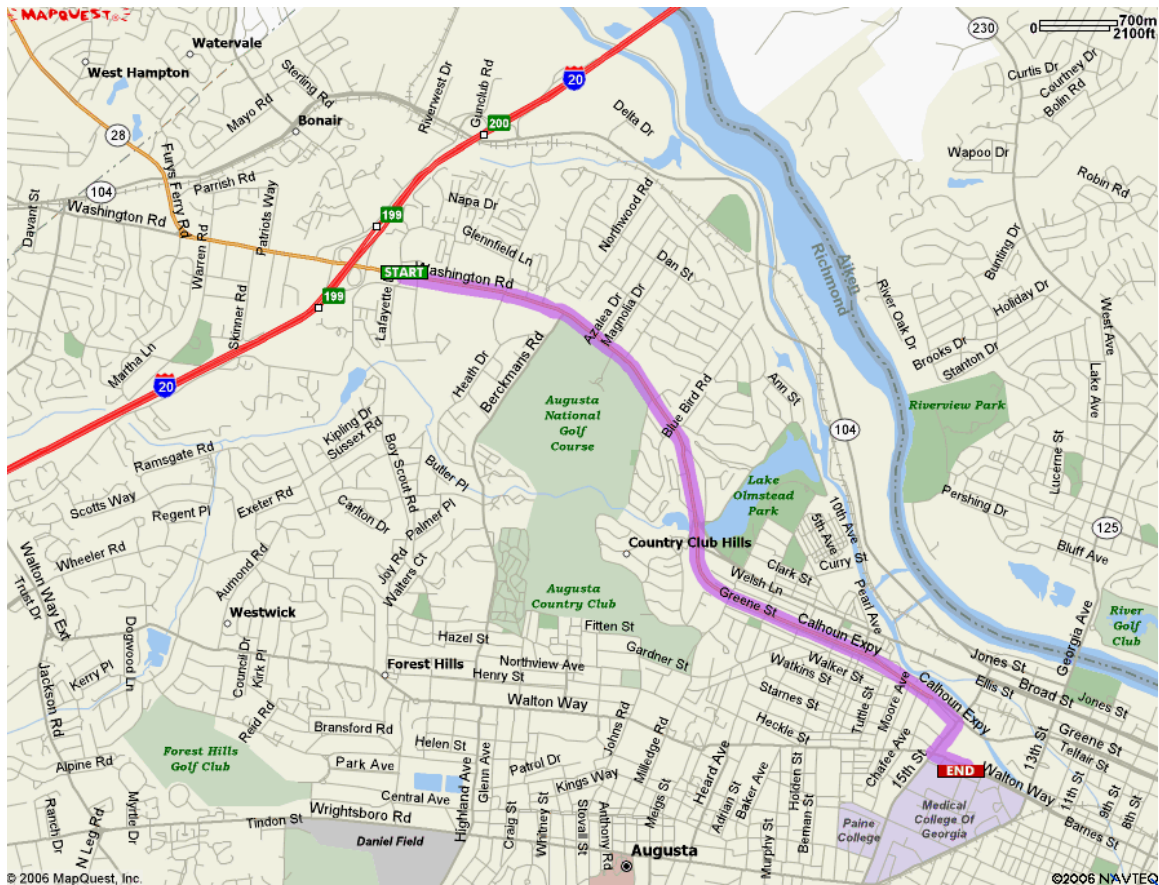 MAPQUEST
Watervale
West Hampton
Sterling Rd
Riverwest Dr
Gunclub Rd
20
230
0 700m
2100ft
Curtis Dr
Courtney Dr
Bolin Rd
Mayo Rd
Bonair
200
Delta Dr
28
Furys Ferry Rd
Wapoo Dr
104
Parrish Rd
Robin Rd
Davant St
Washington Rd
Warren Rd
Patriots Way
199
Napa Dr
Northwood Rd
Glennfield Ln
Bunting Dr
START
Washington Rd
Dan St
Aiken
Richmond
199
Lafayette
Skinner Rd
Azalea Dr
Magnolia Dr
River Oak Dr
Holiday Dr
West Ave
Martha Ln
Heath Dr
Berckmans Rd
Brooks Dr
Stanton Dr
Lake Ave
20
Augusta
National
Golf
Course
Blue Bird Rd
Ann St
Riverview Park
Kipling Dr
Sussex Rd
104
Ramsgate Rd
Boy Scout Rd
Butler Pl
Lucerne St
Scotts Way
Exeter Rd
Regent Pl
Carlton Dr
Palmer Pl
Lake
Olmstead
Park
Pershing Dr
10th Ave
5th Ave
125
Walton Way Ext
Wheeler Rd
Aumond Rd
Joy Rd
Walters Ct
Country Club Hills
Curry St
Bluff Ave
Trust Dr
Clark St
Welsh Ln
Pearl Ave
Augusta
Country Club
Greene St
Westwick
River
Golf
Club
Dogwood Ln
Hazel St
Fitten St
Calhoun Expy
Georgia Ave
Council Dr
Kirk Pl
Northview Ave
Gardner St
Jones St
Kerry Pl
Forest Hills
Henry St
Watkins St
Walker St
Ellis St
Broad St
Jackson Rd
Walton Way
Starnes St
Tuttle St
Moore Ave
Calhoun Expy
Jones St
Reid Rd
Bransford Rd
Johns Rd
Heckle St
Greene St
Forest Hills
Golf Club
Helen St
Milledge Rd
Chafee Ave
13th St
Telfair St
Alpine Rd
Park Ave
Patrol Dr
Kings Way
Heard Ave
15th St
END
Walton Way
Central Ave
Highland Ave
Glenn Ave
Meigs St
Adrian St
Baker Ave
Holden St
Beman St
11th St
9th St
8th St
Ranch Dr
N Leg Rd
Myrtle Dr
Wrightsboro Rd
Tindon St
Craig St
Whitney St
Stovall St
Anthony Rd
Murphy St
Paine
College
Medical
College Of
Georgia
Barnes St
Daniel Field
Augusta
© 2006 MapQuest, Inc.
©2006 NAVTEQ